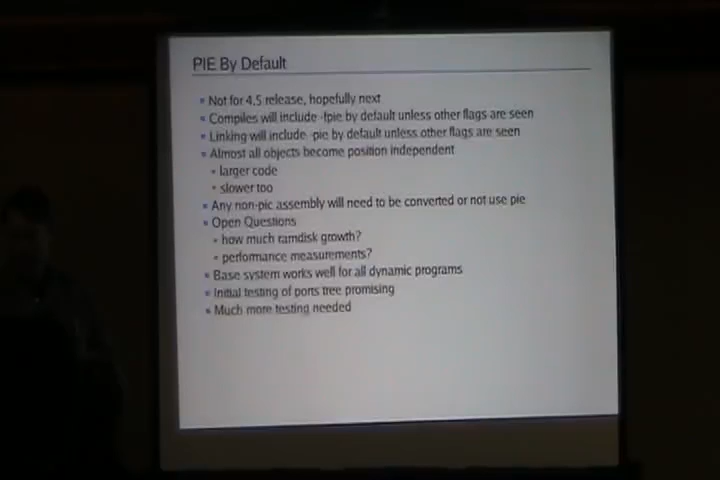 PIE By Default
Not for 4.5 release, hopefully next
Compiles will include -fpie by default unless other flags are seen
Linking will include -pie by default unless other flags are seen
Almost all objects become position independent
larger code
slower too
Any non-pic assembly will need to be converted or not use pie
Open Questions
how much ramdisk growth?
performance measurements?
Base system works well for all dynamic programs
Initial testing of ports tree promising
Much more testing needed